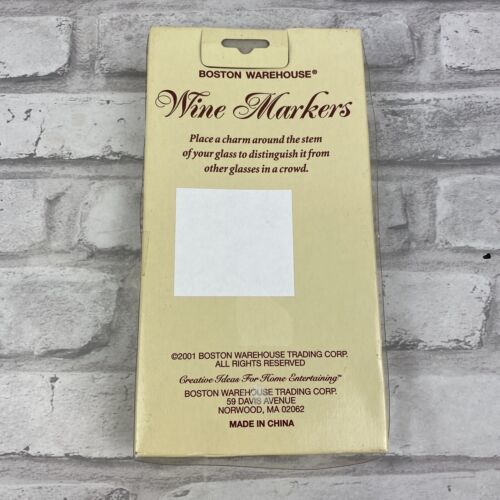 BOSTON WAREHOUSE®
Wine Markers
Place a charm around the stem
of your glass to distinguish it from
other glasses in a crowd.
©2001 BOSTON WAREHOUSE TRADING CORP.
ALL RIGHTS RESERVED
Creative Ideas For Home Entertaining™
BOSTON WAREHOUSE TRADING CORP.
59 DAVIS AVENUE
NORWOOD, MA 02062
MADE IN CHINA